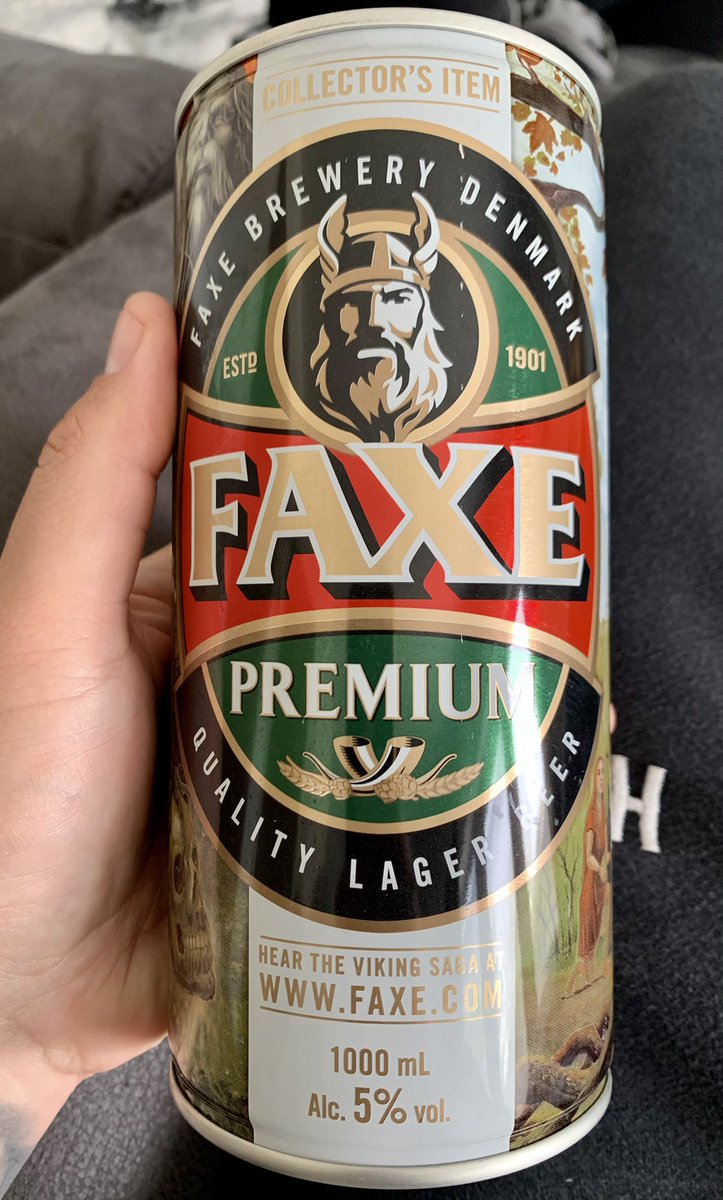 COLLECTOR'S ITEM
FAXE BREWERY DENMARK
ESTD 1901
FAXE
PREMIUM
QUALITY LAGER BEER
HEAR THE VIKING SAGA AT
WWW.FAXE.COM
1000 mL
Alc. 5% vol.
H